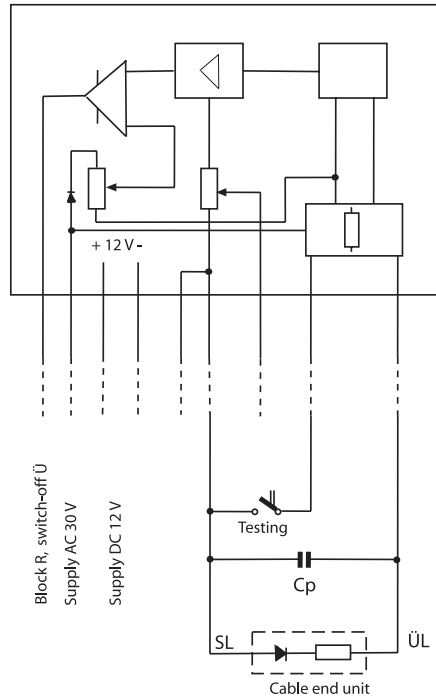 + 12 V -
Block R, switch-off Ü
Supply AC 30 V
Supply DC 12 V
Testing
Cp
SL
ÜL
Cable end unit